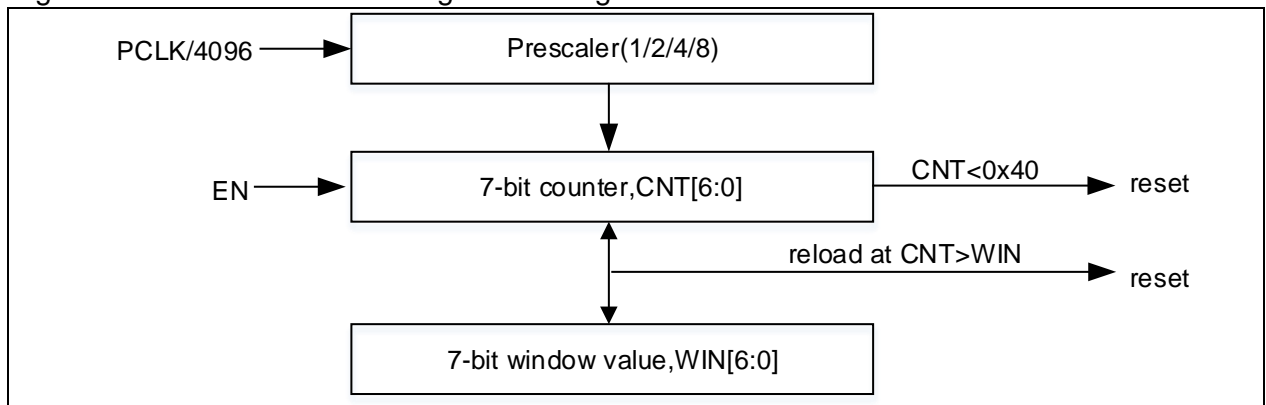 PCLK/4096
Prescaler(1/2/4/8)
EN
7-bit counter,CNT[6:0]
CNT<0x40
reset
reload at CNT>WIN
reset
7-bit window value,WIN[6:0]